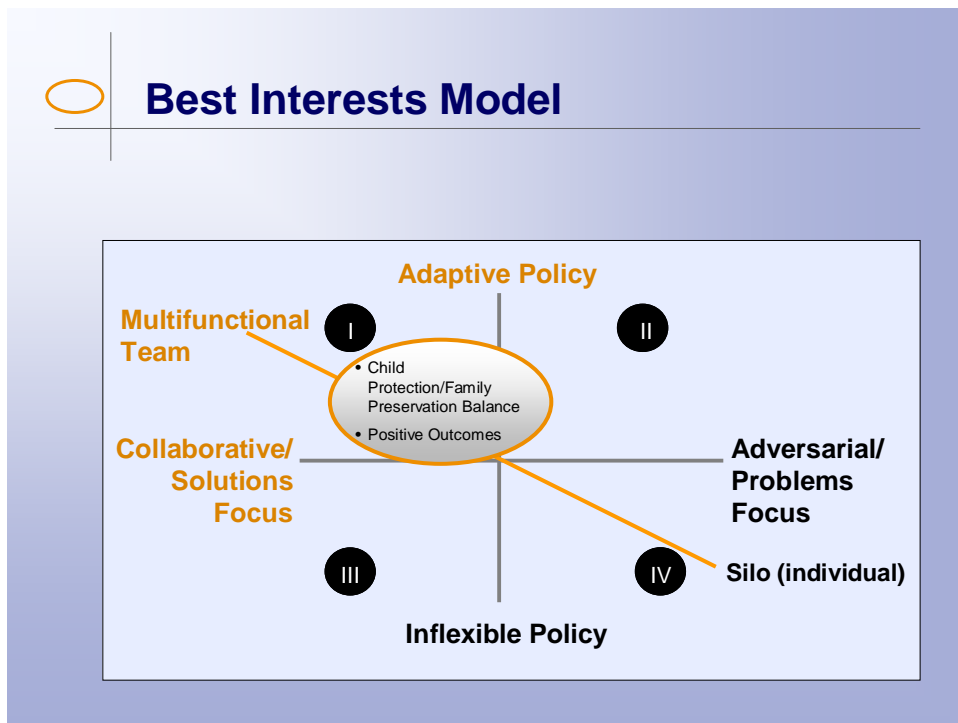 Best Interests Model
Adaptive Policy
Multifunctional
Team
I
II
• Child
Protection/Family
Preservation Balance
• Positive Outcomes
Collaborative/
Solutions
Focus
Adversarial/
Problems
Focus
III
IV
Silo (individual)
Inflexible Policy